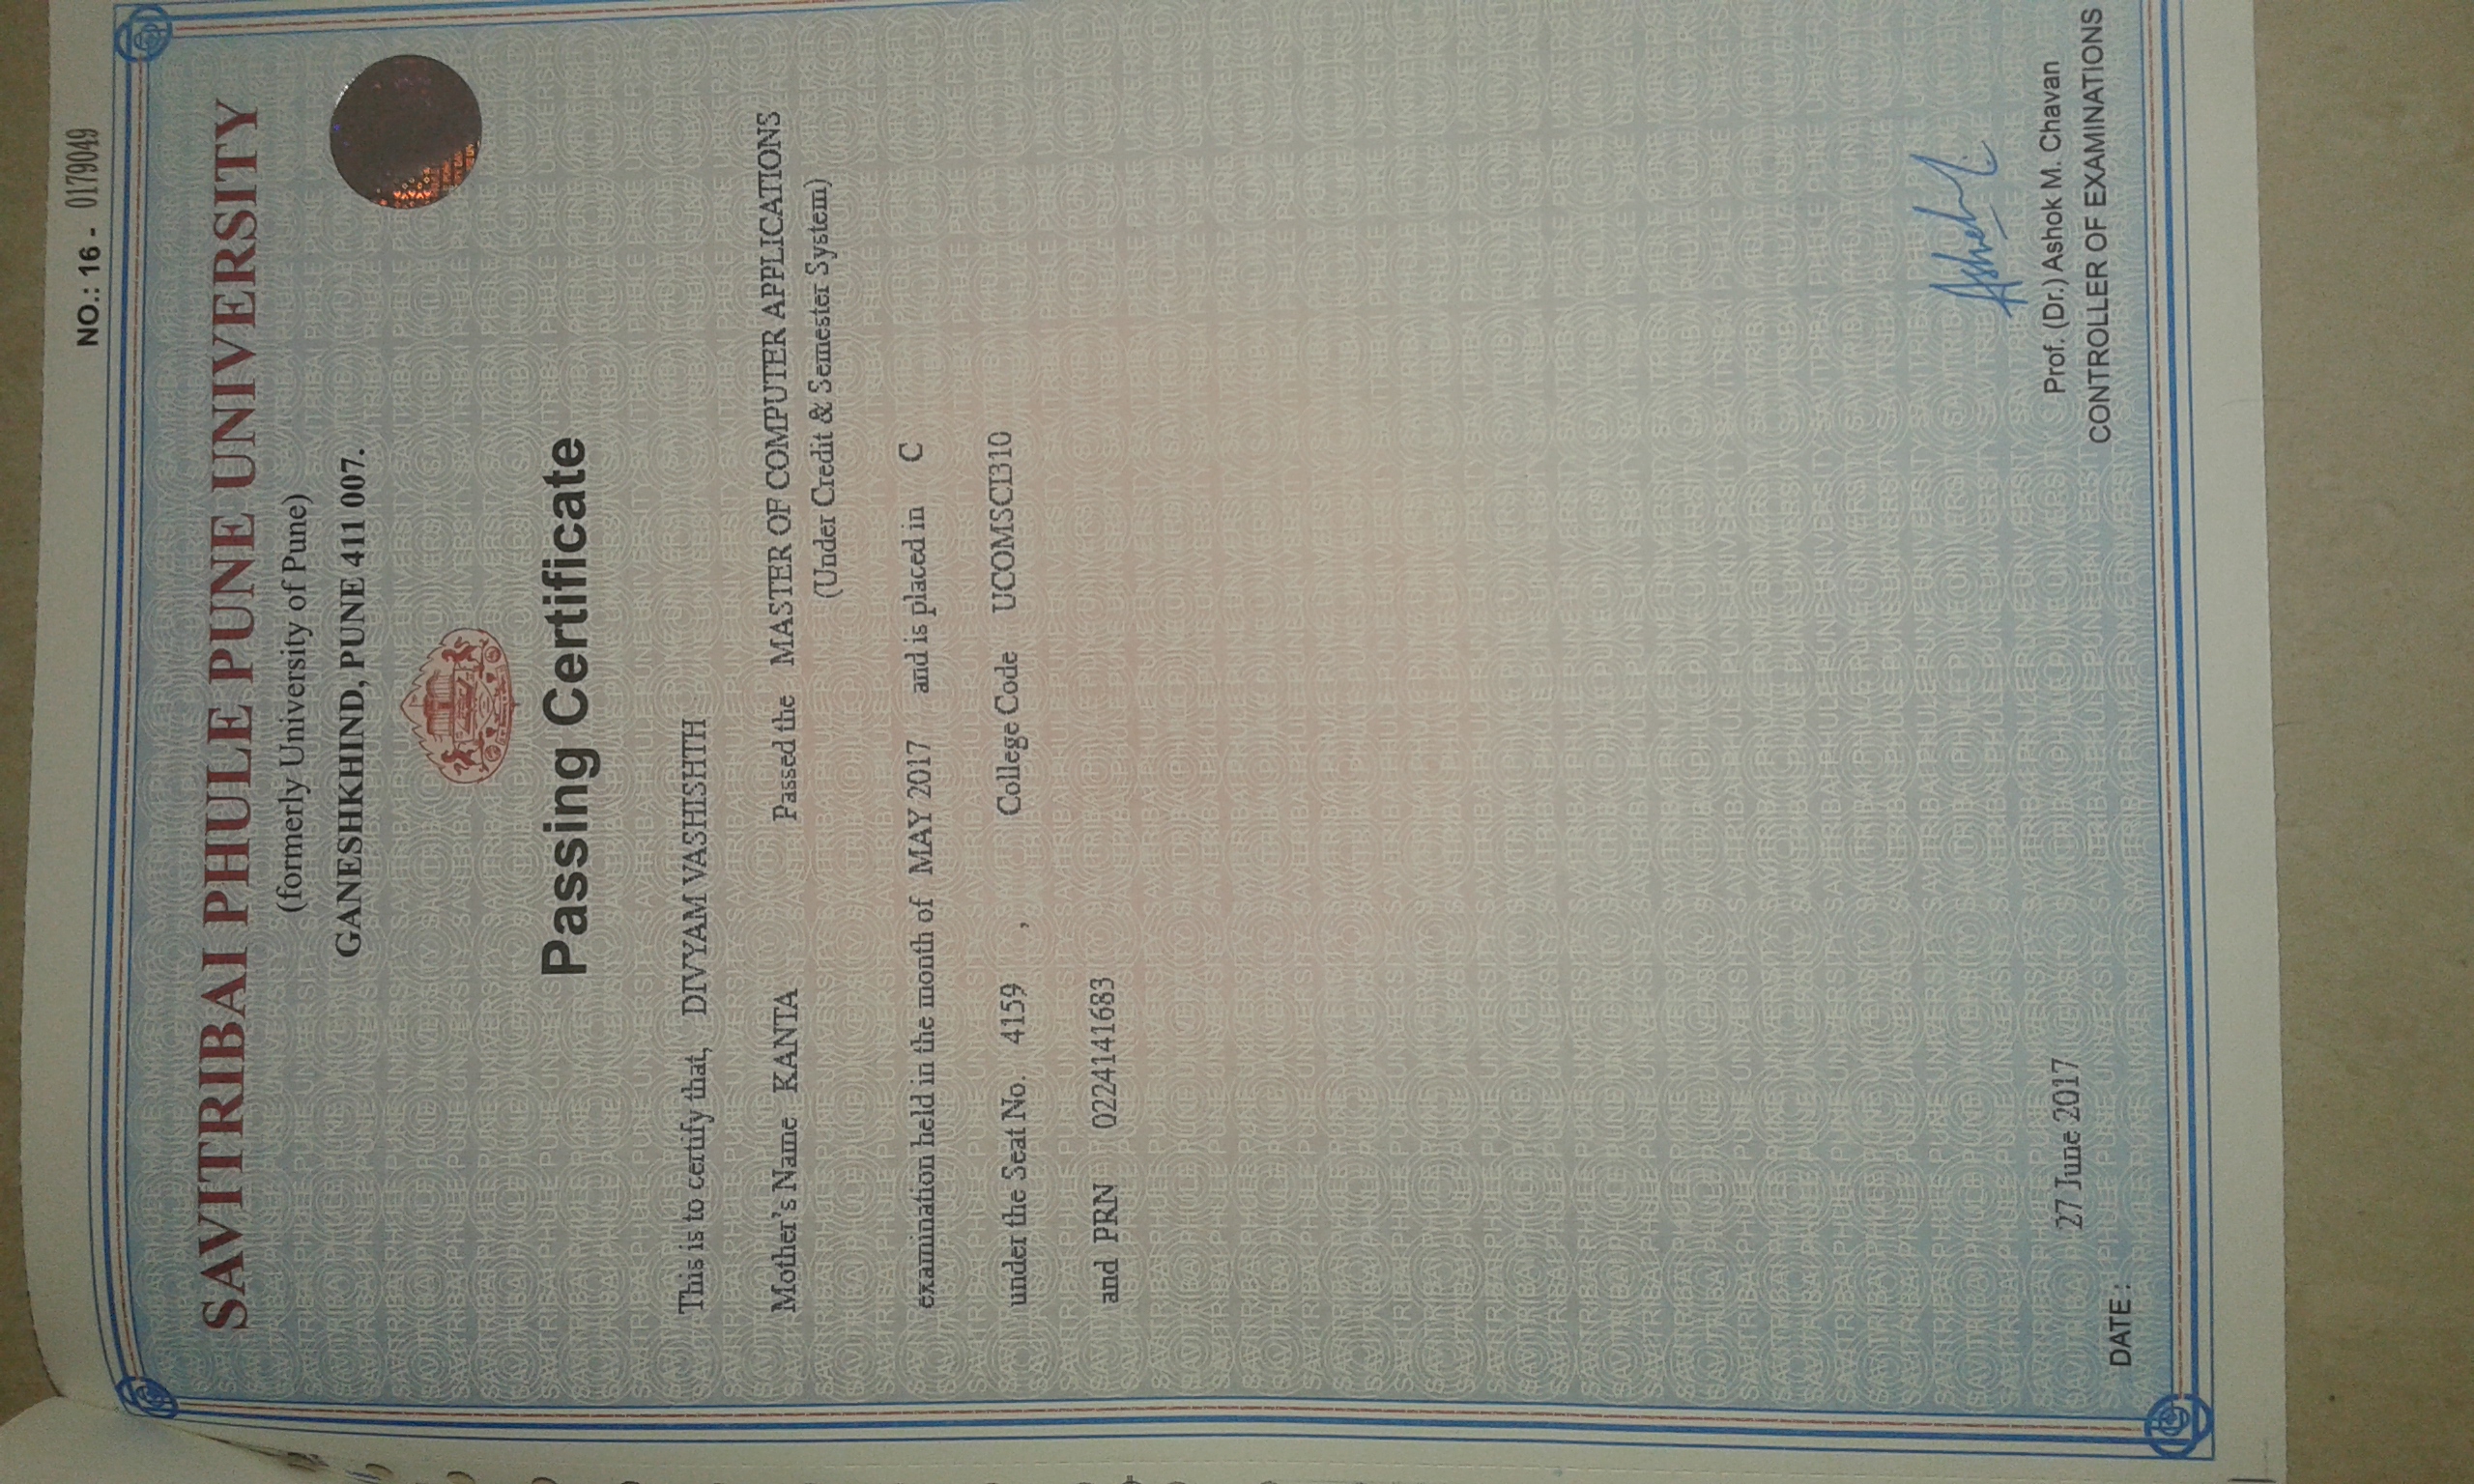 NO.: 16 - 0179049
SAVITRIBAI PHULE PUNE UNIVERSITY
(formerly University of Pune)
GANESHKHIND, PUNE 411 007.
Passing Certificate
This is to certify that, DIVYAM VASHISHTH
Mother's Name KANTA Passed the MASTER OF COMPUTER APPLICATIONS
(Under Credit & Semester System)
examination held in the month of MAY 2017 and is placed in C
under the Seat No. 4159 , College Code UCOMSCI310
and PRN 0224141683
27 June 2017
DATE :
Prof. (Dr.) Ashok M. Chavan
CONTROLLER OF EXAMINATIONS